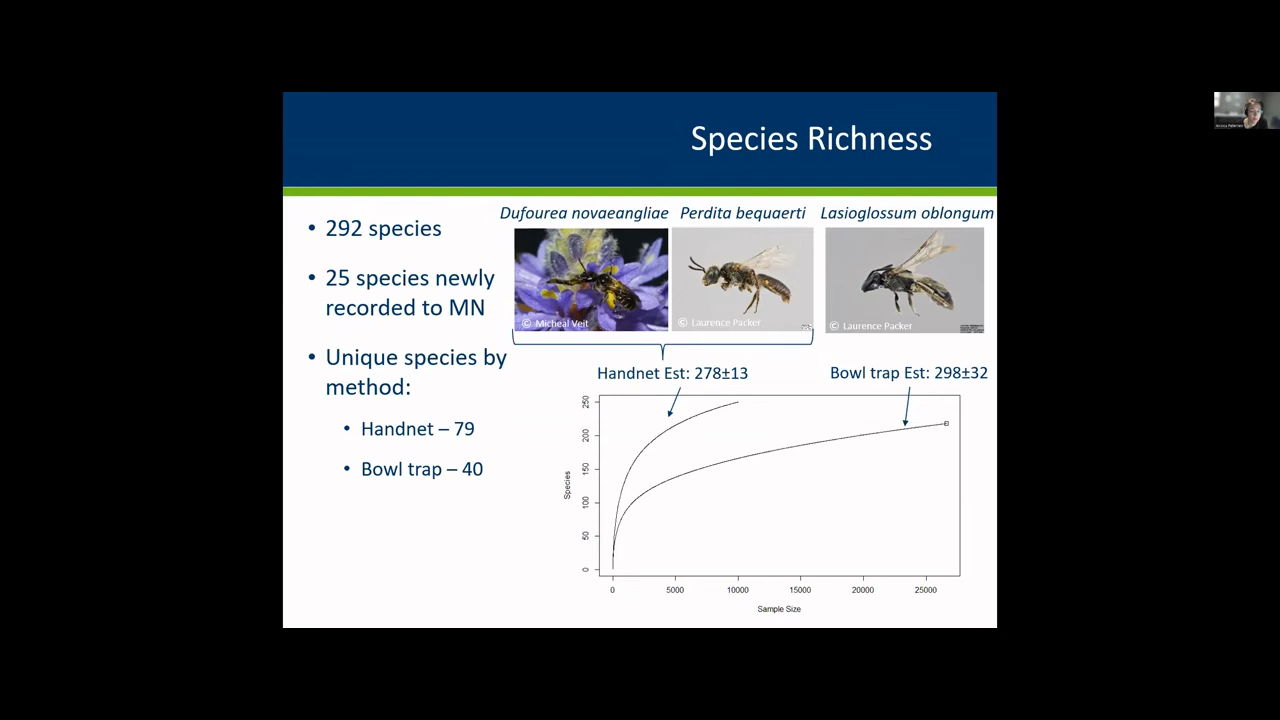 Species Richness
• 292 species
• 25 species newly
recorded to MN
• Unique species by
method:
• Handnet – 79
• Bowl trap – 40
Dufourea novaeangliae
Perdita bequaerti
Lasioglossum oblongum
© Micheal Veit
© Laurence Packer
© Laurence Packer
Handnet Est: 278±13
Bowl trap Est: 298±32
Species
250
200
150
100
50
0
0 5000 10000 15000 20000 25000
Sample Size